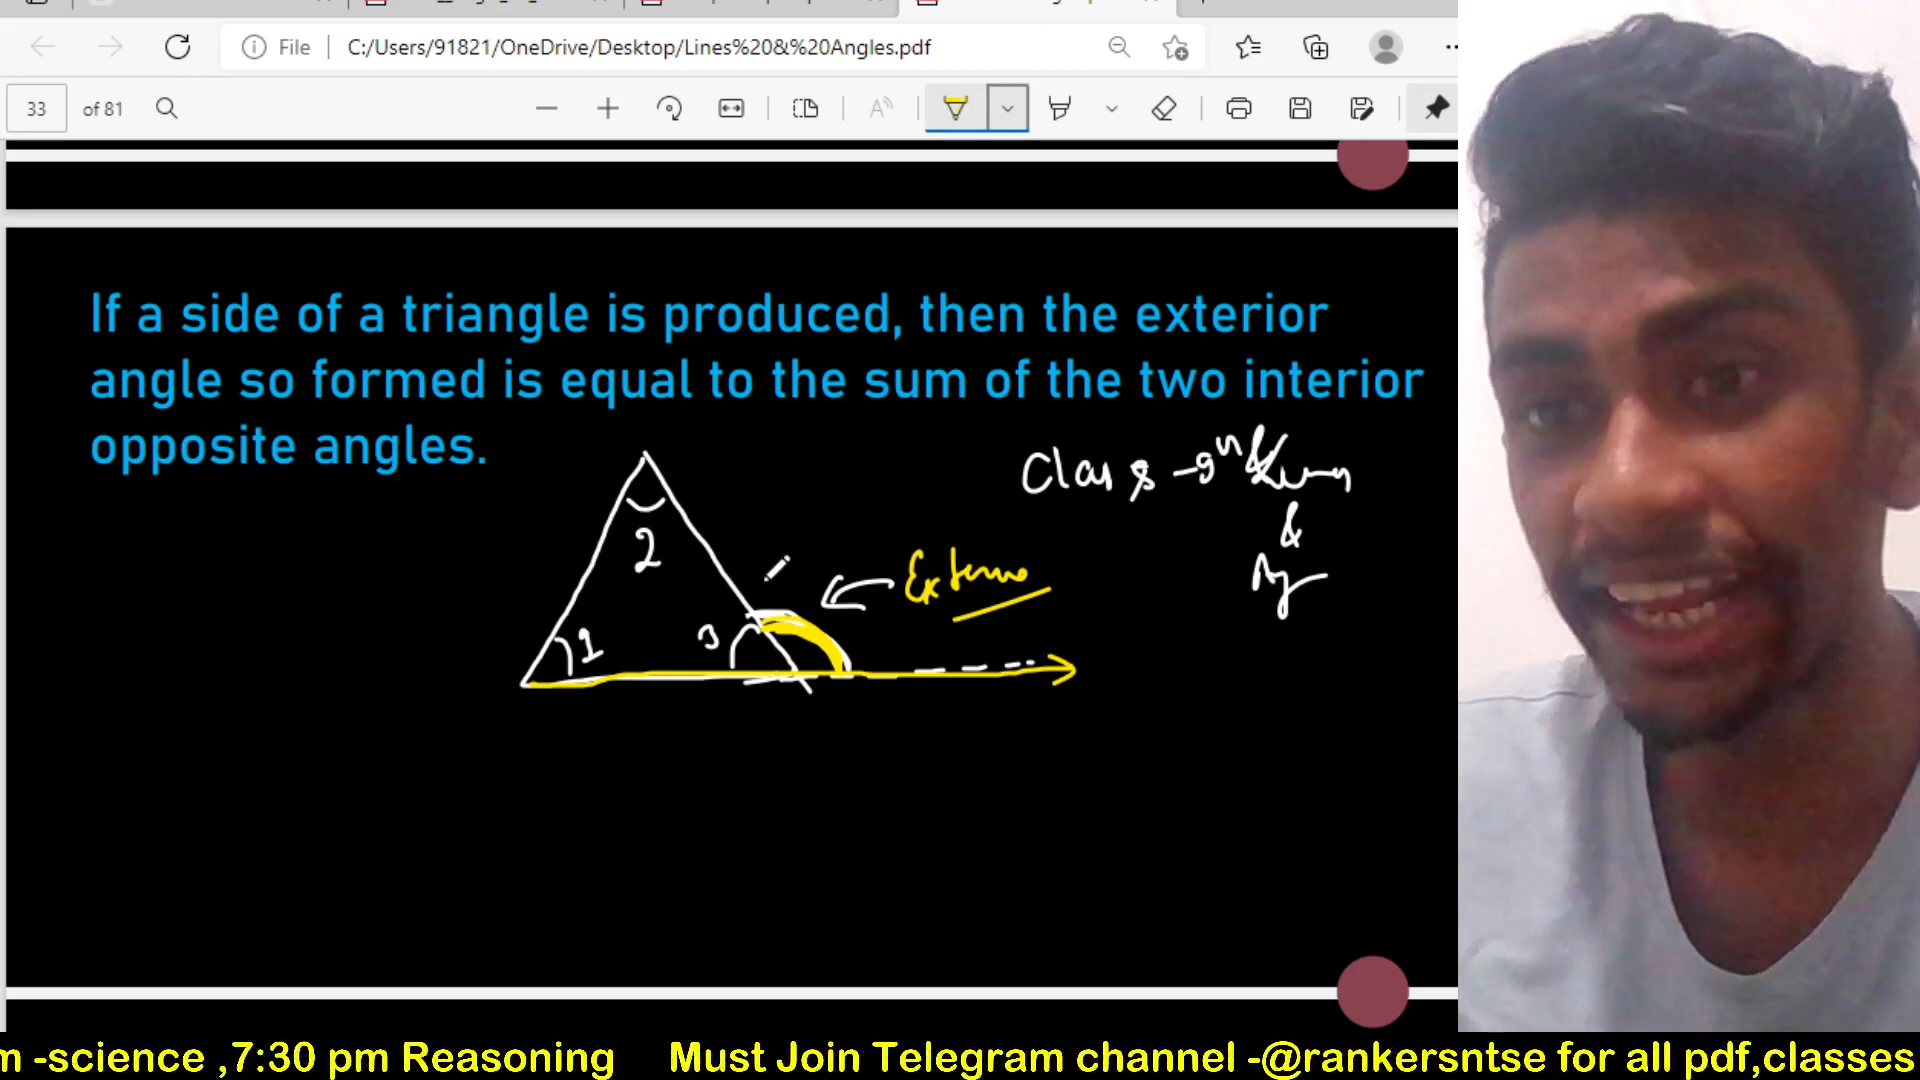 File C:/Users/91821/OneDrive/Desktop/Lines%20&%20Angles.pdf
33 of 81
If a side of a triangle is produced, then the exterior
angle so formed is equal to the sum of the two interior
opposite angles.
Class -9th
&
2
1
3
m -science ,7:30 pm Reasoning Must Join Telegram channel -@rankersntse for all pdf,classes